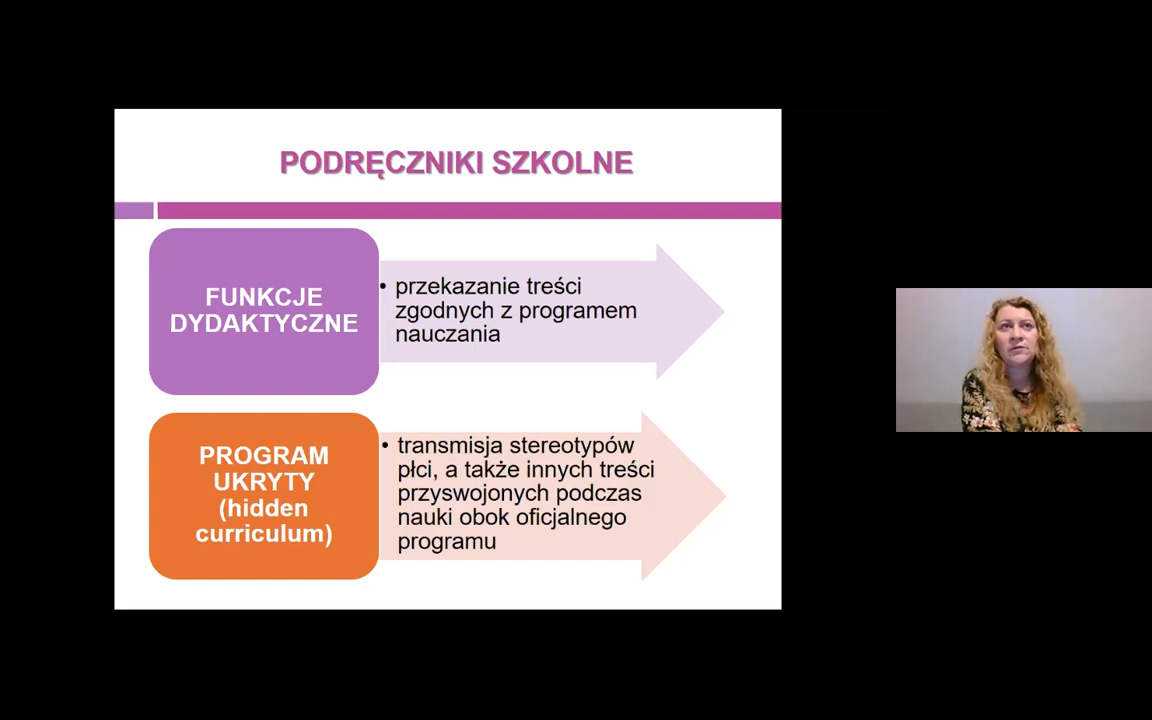 PODRĘCZNIKI SZKOLNE
FUNKCJE
DYDAKTYCZNE
• przekazanie treści
zgodnych z programem
nauczania
PROGRAM
UKRYTY
(hidden
curriculum)
• transmisja stereotypów
płci, a także innych treści
przyswojonych podczas
nauki obok oficjalnego
programu